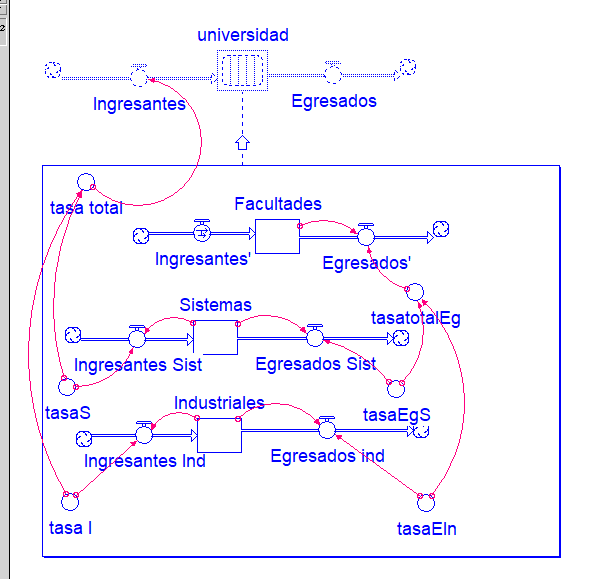 universidad
Ingresantes
Egresados
tasa total
Facultades
Ingresantes'
Egresados'
tasatotalEg
Sistemas
Ingresantes Sist
Egresados Sist
tasaS
tasaEgS
Industriales
Ingresantes Ind
Egresados Ind
tasa I
tasaEIn